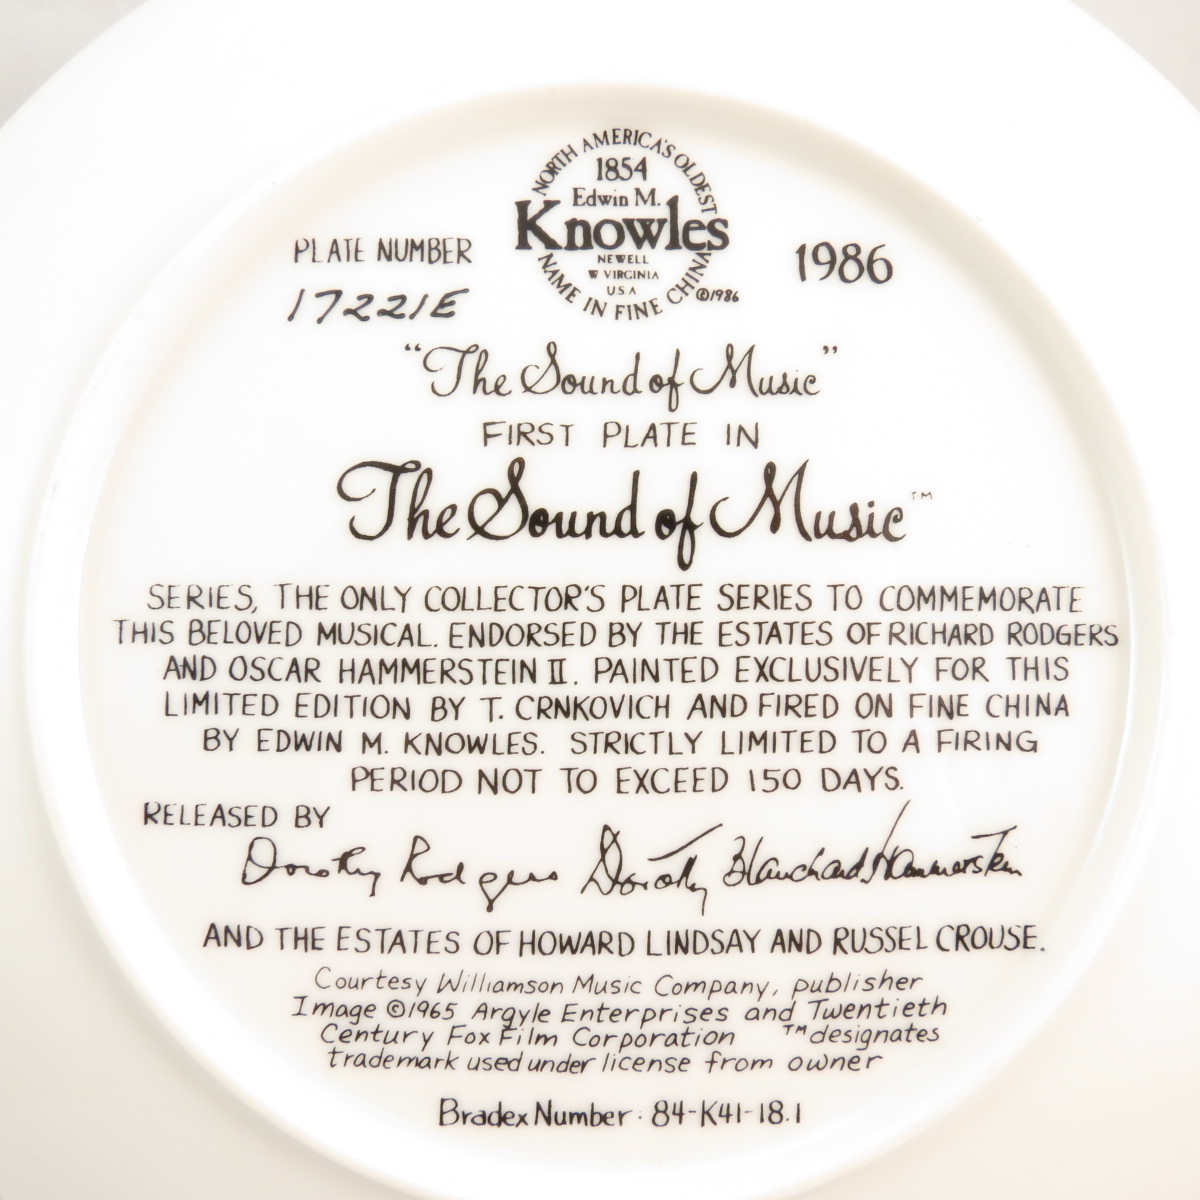 NORTH AMERICA'S OLDEST
1854
Edwin M.
Knowles
NEWELL
W. VIRGINIA
U.S.A
NAME IN FINE CHINA
©1986
PLATE NUMBER
17221E
1986
"The Sound of Music"
FIRST PLATE IN
The Sound of Music™
SERIES, THE ONLY COLLECTOR'S PLATE SERIES TO COMMEMORATE
THIS BELOVED MUSICAL. ENDORSED BY THE ESTATES OF RICHARD RODGERS
AND OSCAR HAMMERSTEIN II. PAINTED EXCLUSIVELY FOR THIS
LIMITED EDITION BY T. CRNKOVICH AND FIRED ON FINE CHINA
BY EDWIN M. KNOWLES. STRICTLY LIMITED TO A FIRING
PERIOD NOT TO EXCEED 150 DAYS.
RELEASED BY
Dorothy Rodgers Dorothy Blanchard Hammerstein
AND THE ESTATES OF HOWARD LINDSAY AND RUSSEL CROUSE.
Courtesy Williamson Music Company, publisher
Image ©1965 Argyle Enterprises and Twentieth
Century Fox Film Corporation ™ designates
trademark used under license from owner
Bradex Number: 84-K41-18.1